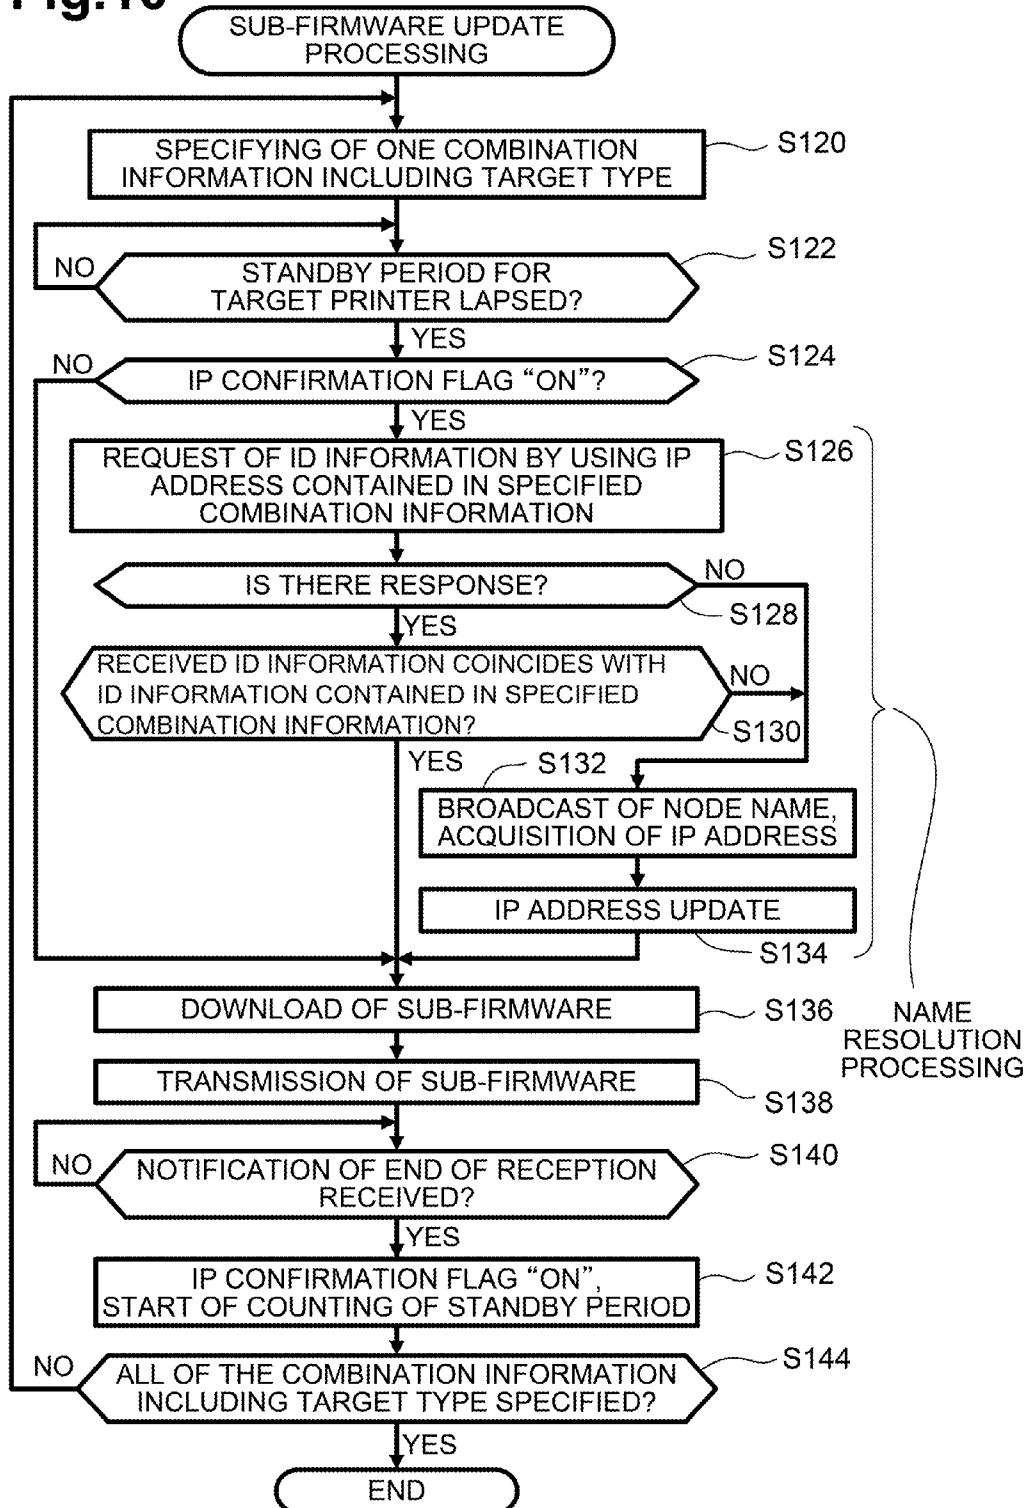 SUB-FIRMWARE UPDATE
PROCESSING
SPECIFYING OF ONE COMBINATION
INFORMATION INCLUDING TARGET TYPE
S120
STANDBY PERIOD FOR
TARGET PRINTER LAPSED?
S122
NO
YES
IP CONFIRMATION FLAG “ON”?
S124
NO
YES
REQUEST OF ID INFORMATION BY USING IP
ADDRESS CONTAINED IN SPECIFIED
COMBINATION INFORMATION
S126
IS THERE RESPONSE?
NO
S128
YES
RECEIVED ID INFORMATION COINCIDES WITH
ID INFORMATION CONTAINED IN SPECIFIED
COMBINATION INFORMATION?
NO
S130
YES
S132
BROADCAST OF NODE NAME,
ACQUISITION OF IP ADDRESS
IP ADDRESS UPDATE
S134
NAME
RESOLUTION
PROCESSING
DOWNLOAD OF SUB-FIRMWARE
S136
TRANSMISSION OF SUB-FIRMWARE
S138
NOTIFICATION OF END OF RECEPTION
RECEIVED?
S140
NO
YES
IP CONFIRMATION FLAG “ON”,
START OF COUNTING OF STANDBY PERIOD
S142
ALL OF THE COMBINATION INFORMATION
INCLUDING TARGET TYPE SPECIFIED?
S144
NO
YES
END